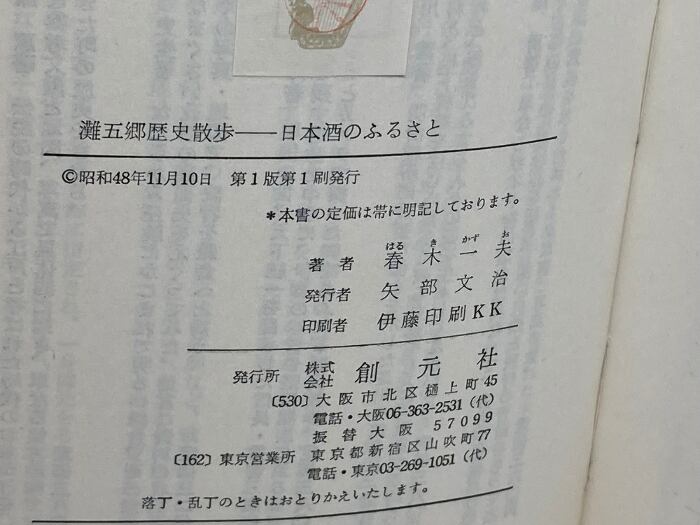 灘五郷歴史散歩――日本酒のふるさと
©昭和48年11月10日 第1版第1刷発行
*本書の定価は帯に明記しております。
はる き かず お
著者 春木一夫
発行者 矢部文治
印刷者 伊藤印刷KK
発行所 株式会社 創元社
〔530〕大阪市北区樋上町45
電話・大阪06-363-2531(代)
振替大阪 57099
〔162〕東京営業所 東京都新宿区山吹町77
電話・東京03-269-1051(代)
落丁・乱丁のときはおとりかえいたします。